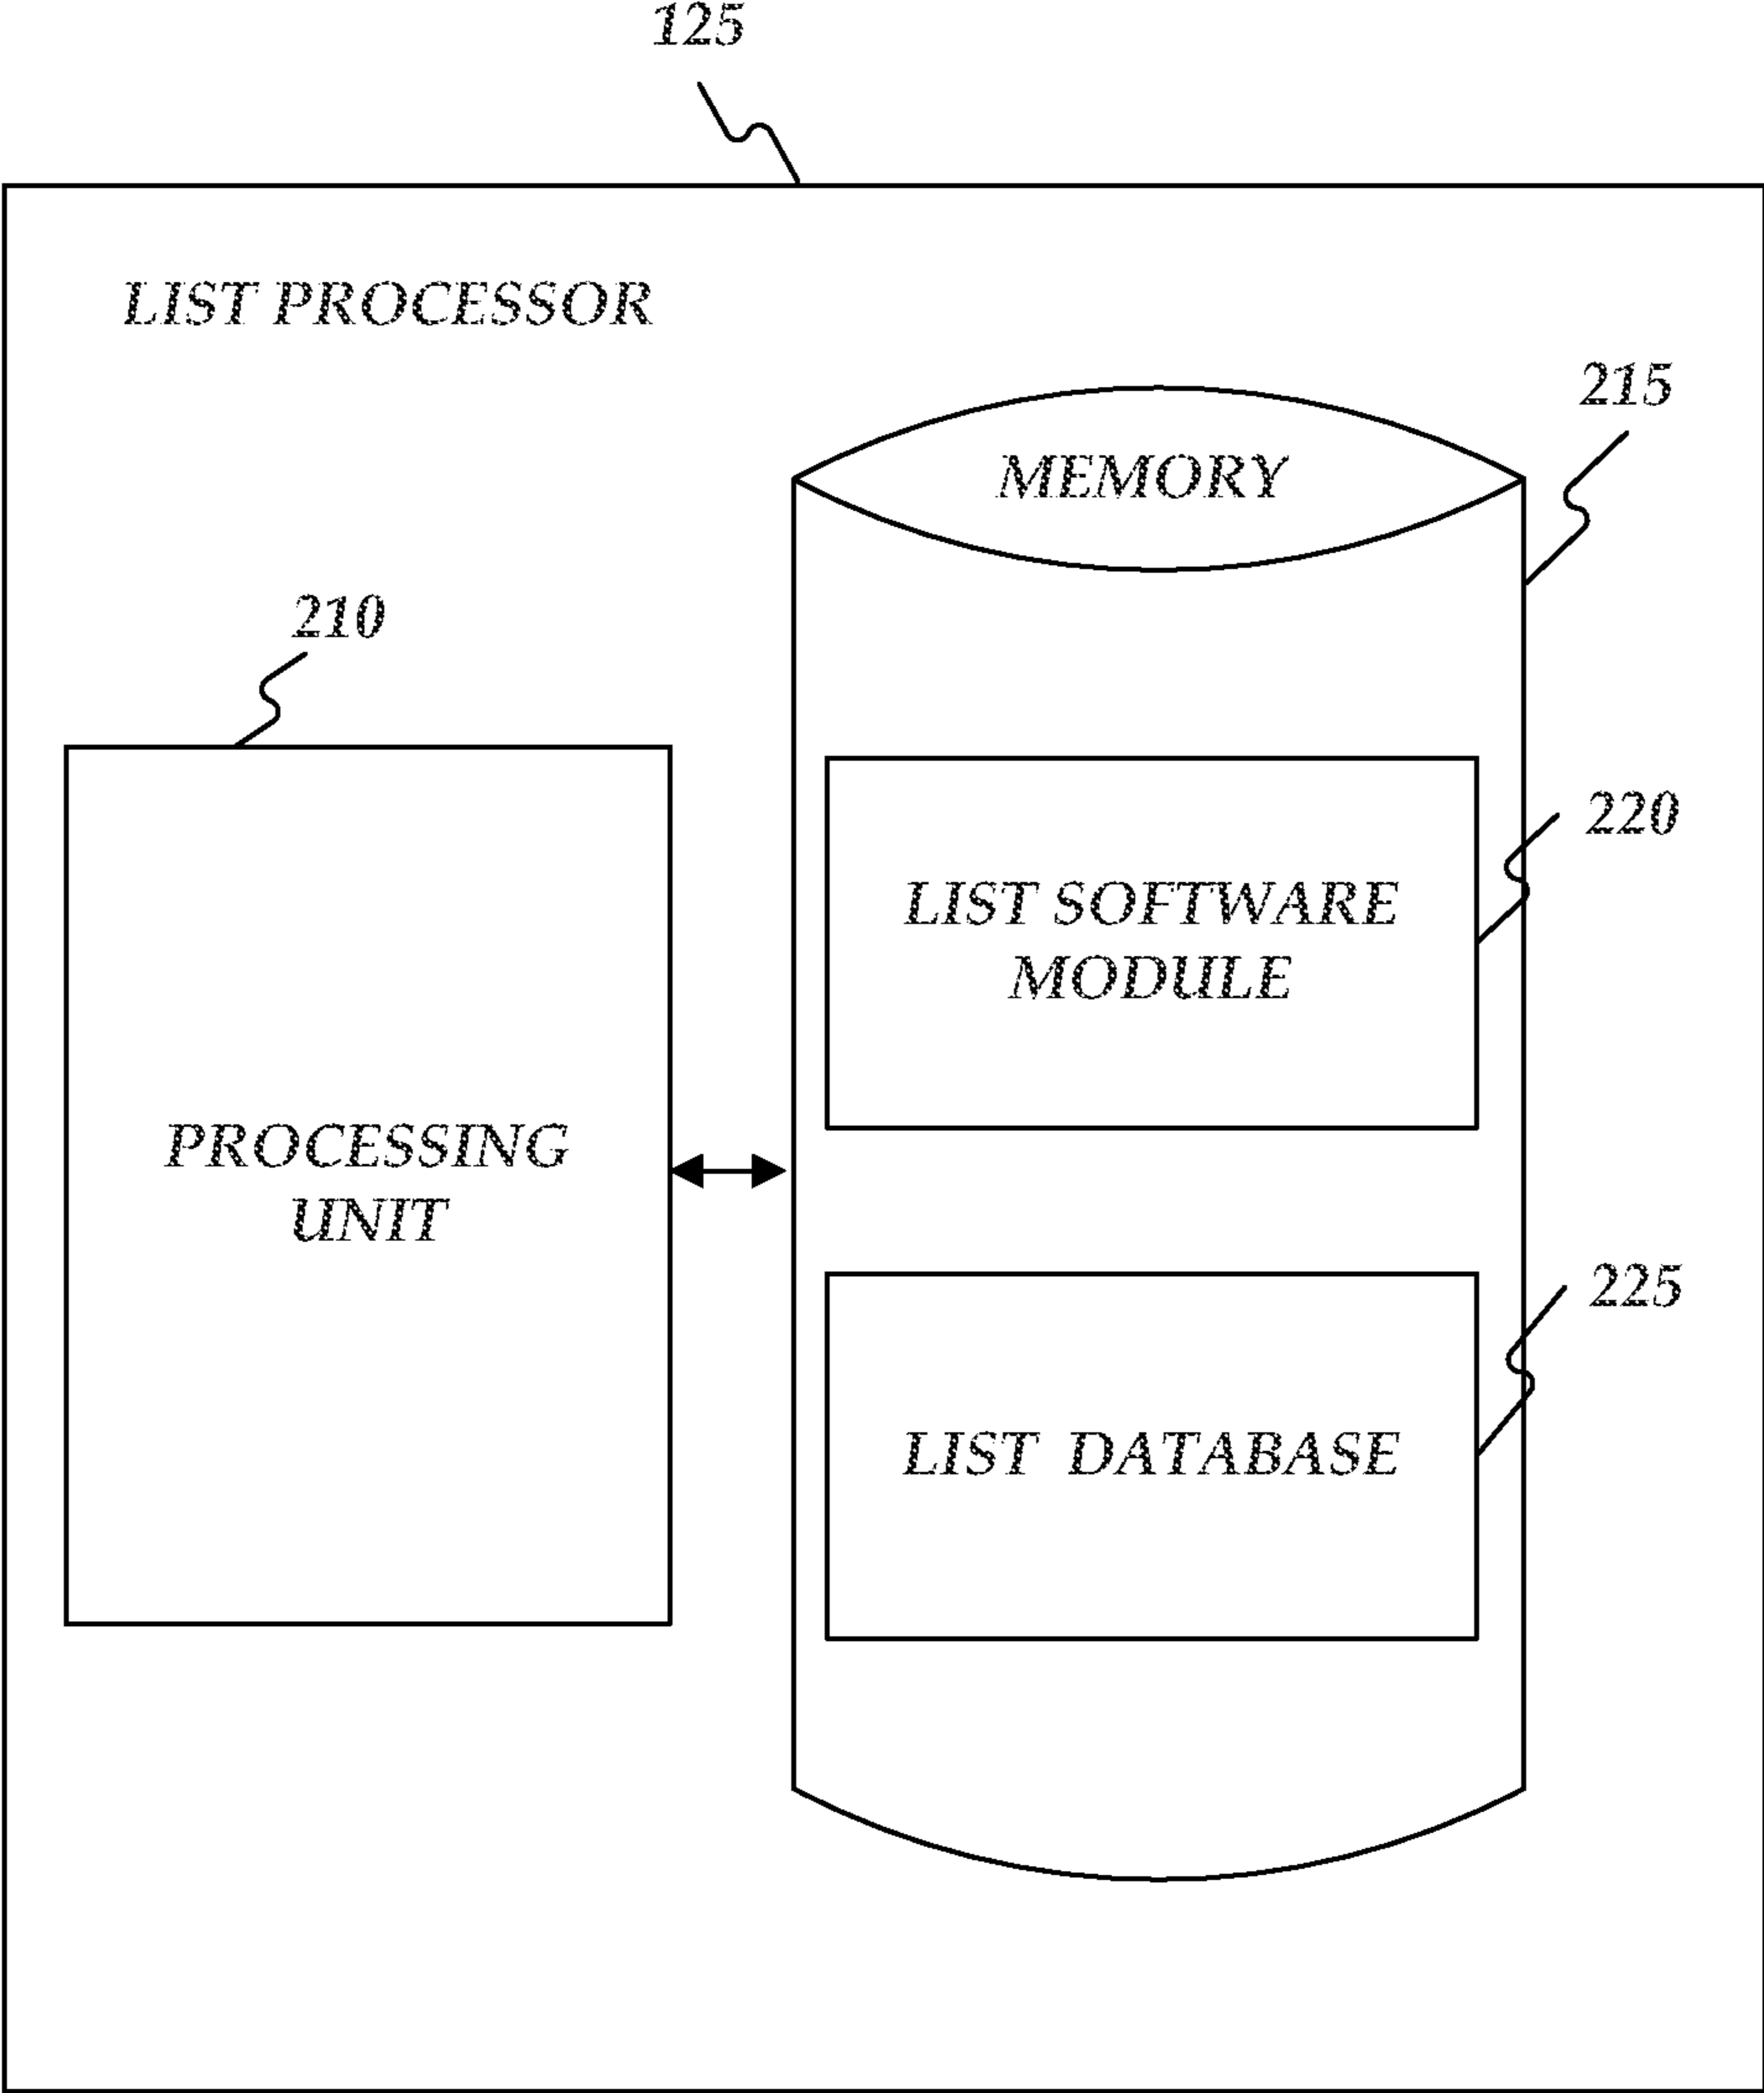 125
LIST PROCESSOR
215
MEMORY
210
220
LIST SOFTWARE
MODULE
PROCESSING
UNIT
225
LIST DATABASE